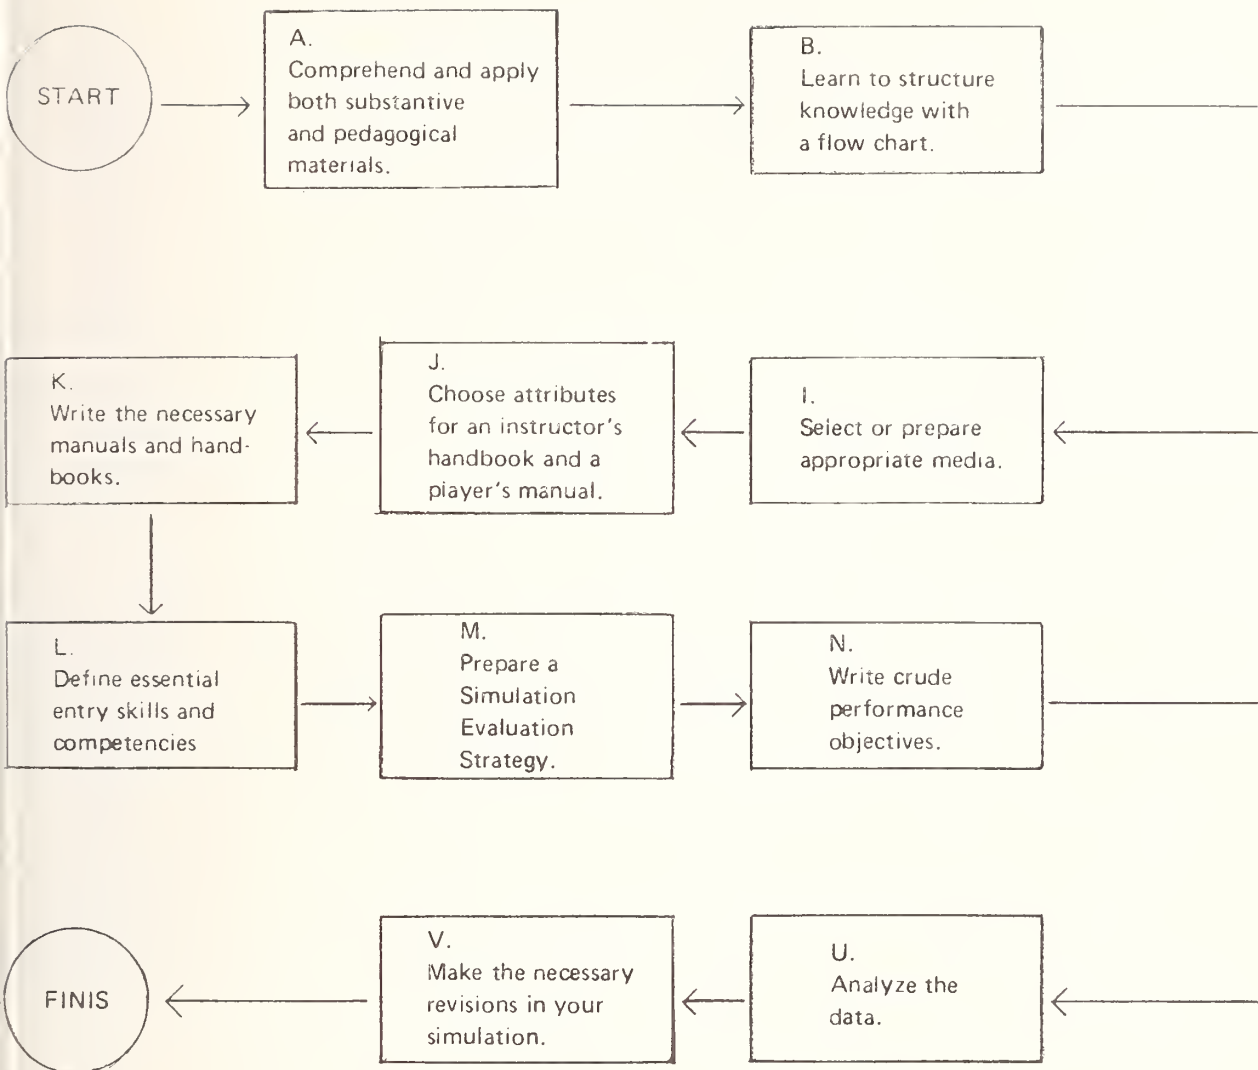 START
A.
Comprehend and apply
both substantive
and pedagogical
materials.
B.
Learn to structure
knowledge with
a flow chart.
K.
Write the necessary
manuals and hand-
books.
J.
Choose attributes
for an instructor's
handbook and a
player's manual.
I.
Select or prepare
appropriate media.
L.
Define essential
entry skills and
competencies
M.
Prepare a
Simulation
Evaluation
Strategy.
N.
Write crude
performance
objectives.
FINIS
V.
Make the necessary
revisions in your
simulation.
U.
Analyze the
data.